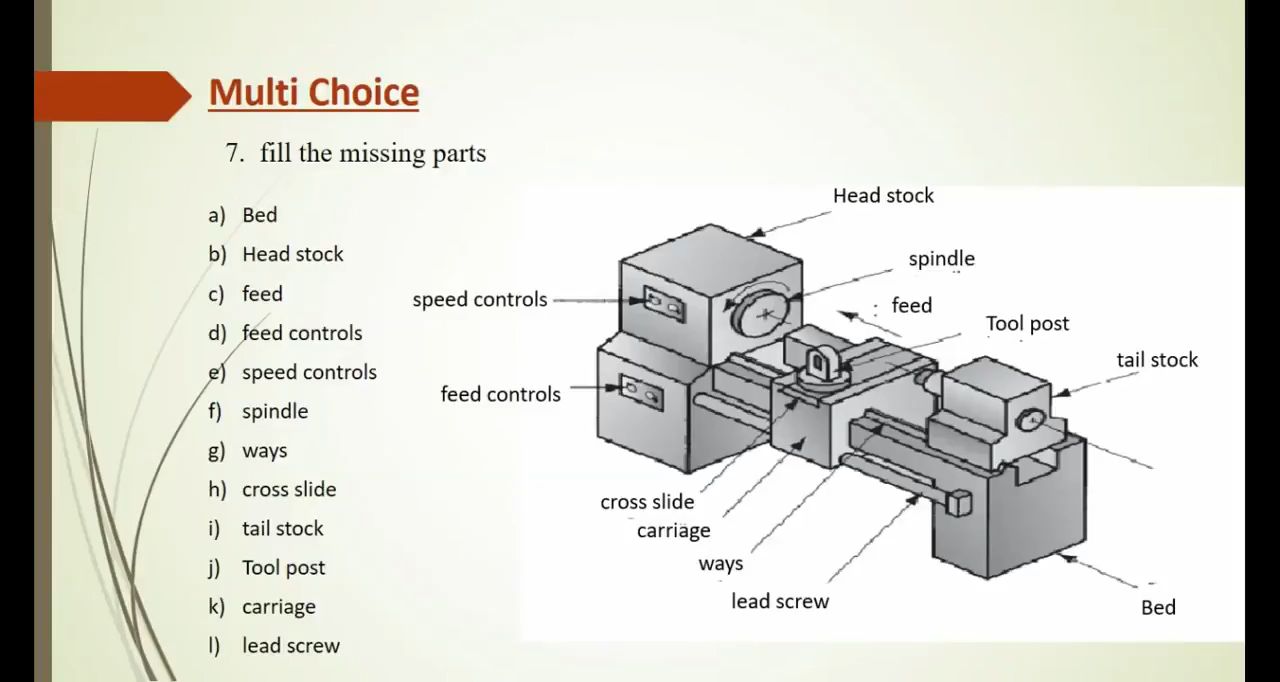 Multi Choice
7. fill the missing parts
a) Bed
b) Head stock
c) feed
d) feed controls
e) speed controls
f) spindle
g) ways
h) cross slide
i) tail stock
j) Tool post
k) carriage
l) lead screw
Head stock
spindle
speed controls
: feed
Tool post
tail stock
feed controls
cross slide
carriage
ways
lead screw
Bed